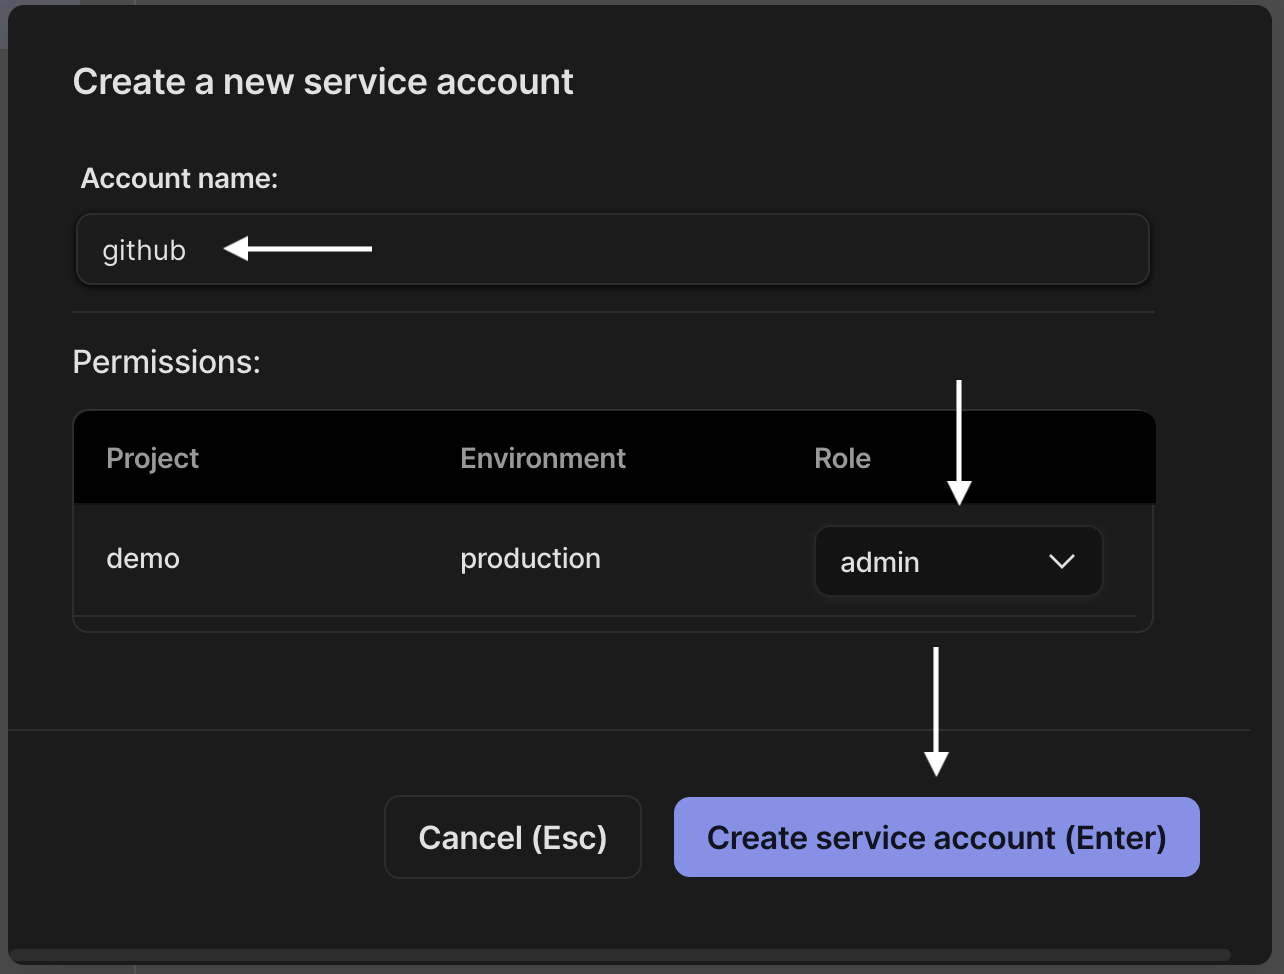 Create a new service account
Account name:
github
Permissions:
Project Environment Role
demo production admin
Cancel (Esc) Create service account (Enter)